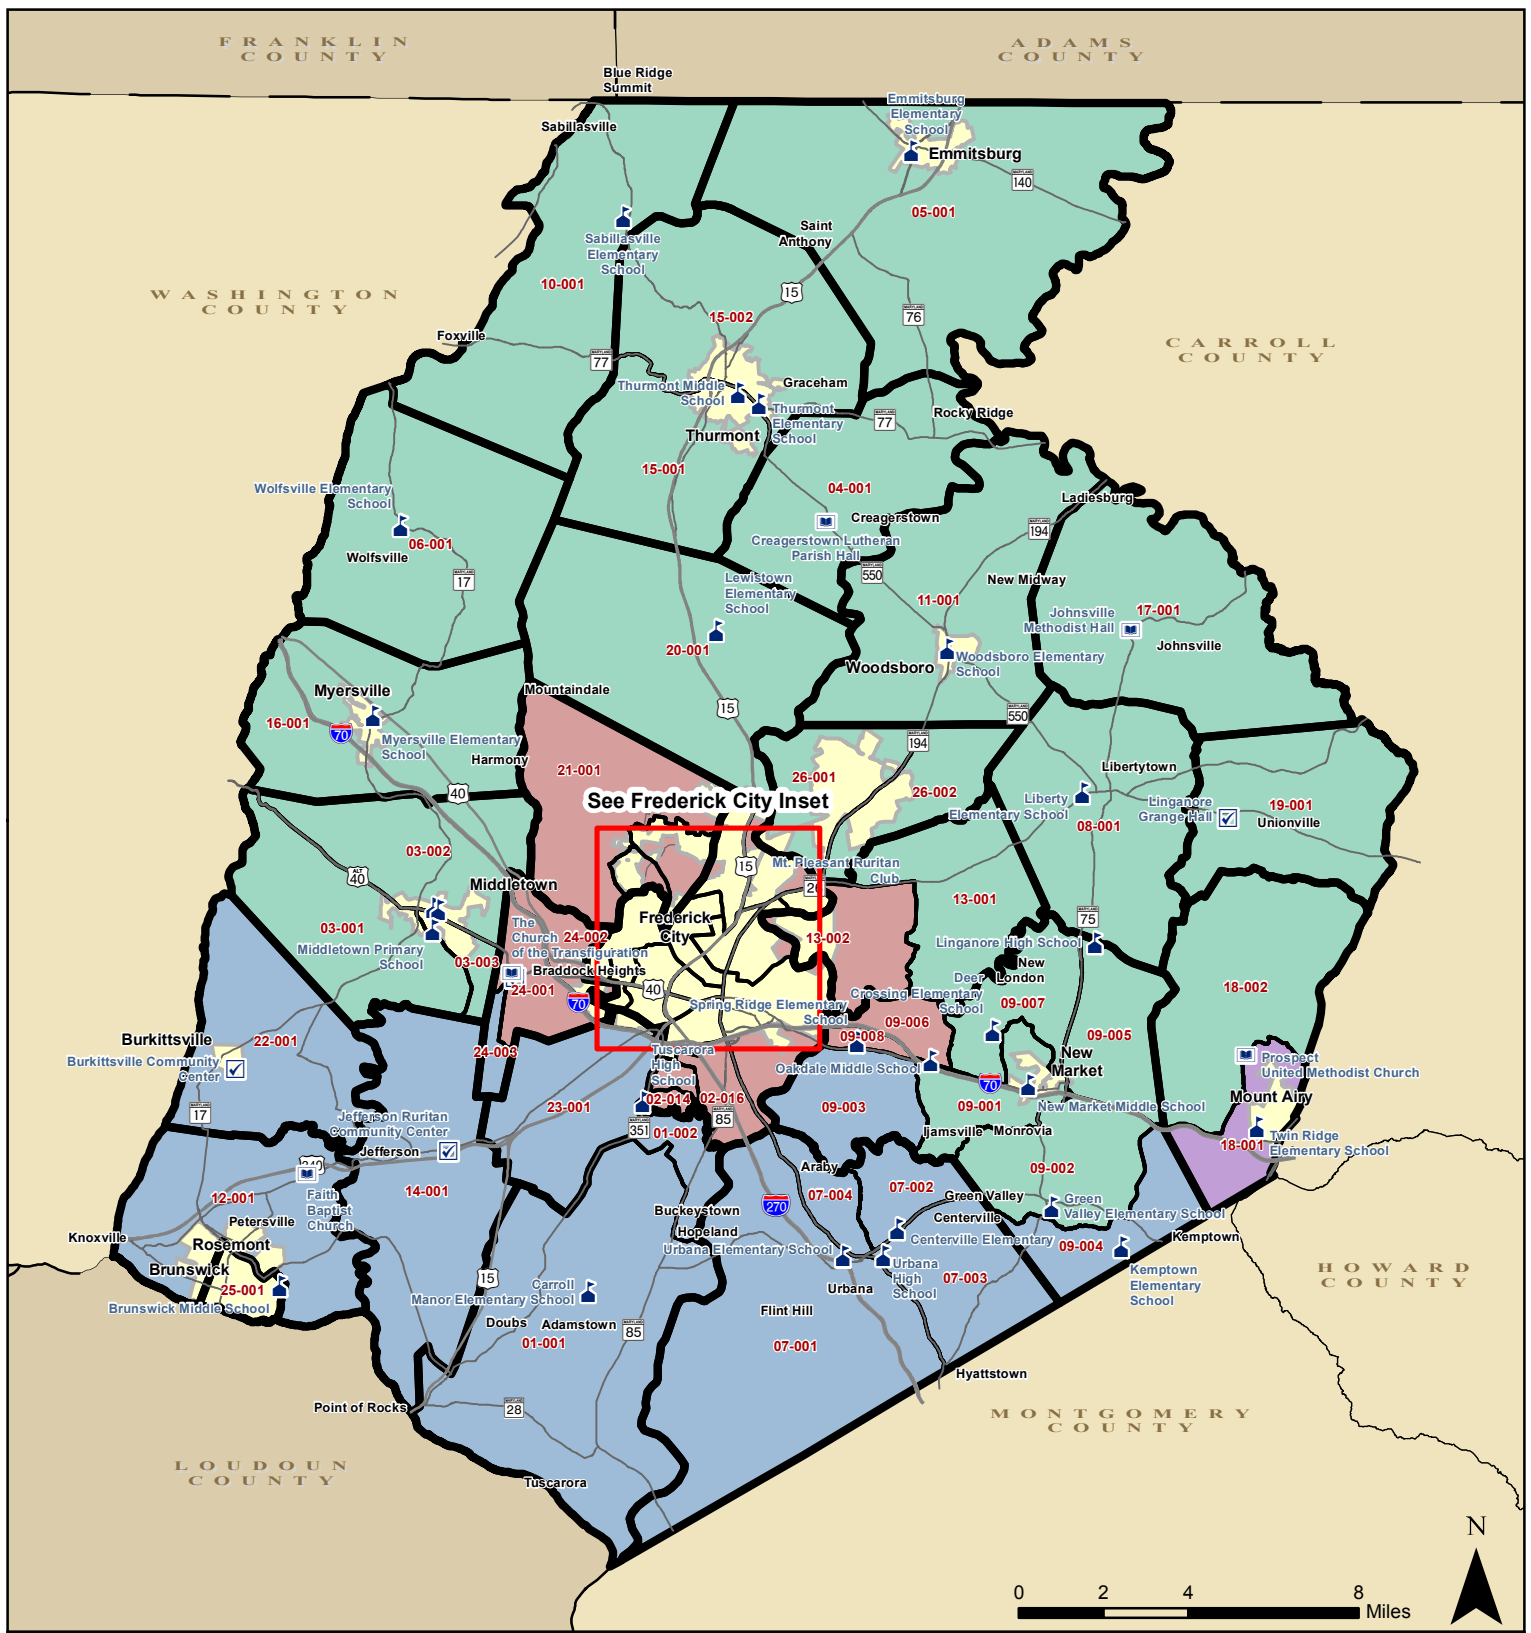 FRANKLIN
COUNTY
ADAMS
COUNTY
Blue Ridge
Summit
Sabillasville
Emmitsburg
Elementary
School
Emmitsburg
140
05-001
Saint
Anthony
Sabillasville
Elementary
School
10-001
WASHINGTON
COUNTY
15
15-002
76
Foxville
77
CARROLL
COUNTY
Thurmont Middle
School
Graceham
Thurmont
Elementary
School
77
Rocky Ridge
Thurmont
15-001
04-001
Wolfsville Elementary
School
Ladiesburg
Creagerstown
194
Creagerstown Lutheran
Parish Hall
06-001
Wolfsville
17
550
New Midway
Lewistown
Elementary
School
11-001
17-001
Johnsville
Methodist Hall
Johnsville
20-001
Woodsboro
Woodsboro Elementary
School
Myersville
Mountaindale
15
550
16-001
70
Myersville Elementary
School
194
Harmony
21-001
26-001
26-002
Libertytown
40
See Frederick City Inset
Liberty
Elementary School
Linganore
Grange Hall
19-001
Unionville
08-001
03-002
15
Mt. Pleasant Ruritan
Club
ALT
40
26
Middletown
13-001
Frederick
City
75
03-001
The
Church
of the Transfiguration
24-002
13-002
Linganore High School
Middletown Primary
School
03-003
Braddock Heights
New
London
24-001
70
40
Deer
Crossing Elementary
School
18-002
Spring Ridge Elementary
School
09-007
09-006
09-005
09-008
Burkittsville
22-001
24-003
Tuscarora
High
School
Burkittsville Community
Center
Oakdale Middle School
New
Market
Prospect
United Methodist Church
70
Mount Airy
17
23-001
02-014
02-016
09-003
09-001
New Market Middle School
Jefferson Ruritan
Community Center
351
01-002
85
Ijamsville
Monrovia
Twin Ridge
Elementary School
18-001
Jefferson
Araby
09-002
340
12-001
14-001
07-004
07-002
Green Valley
Green
Valley Elementary School
Faith
Baptist
Church
Buckeystown
270
Petersville
Hopeland
Centerville
Centerville Elementary
Knoxville
Rosemont
Urbana Elementary School
09-004
Kemptown
Brunswick
Urbana
High
School
07-003
Kemptown
Elementary
School
HOWARD
COUNTY
15
Carroll
Manor Elementary School
25-001
Urbana
Brunswick Middle School
Flint Hill
Doubs
Adamstown
85
01-001
07-001
Hyattstown
Point of Rocks
28
MONTGOMERY
COUNTY
LOUDOUN
COUNTY
Tuscarora
N
0 2 4 8
Miles